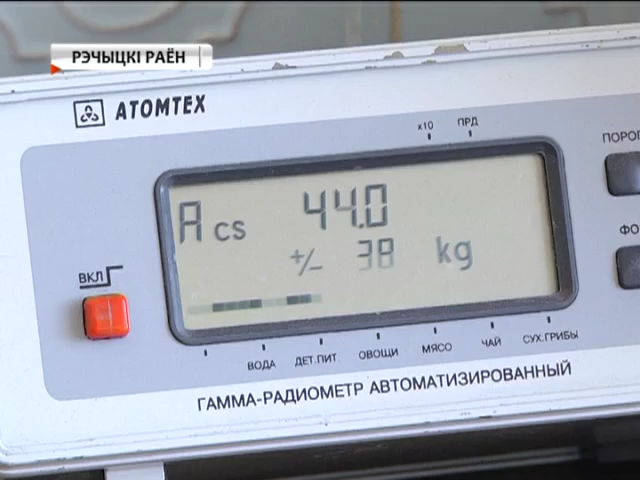 РЭЧЫЦКІ РАЁН
ATOMTEX
x10 ПРД
ПОРОГ
A cs 44.0
+/- 38 kg
ФО
ВКЛ
ВОДА ДЕТ.ПИТ. ОВОЩИ МЯСО ЧАЙ СУХ.ГРИБЫ
ГАММА-РАДИОМЕТР АВТОМАТИЗИРОВАННЫЙ